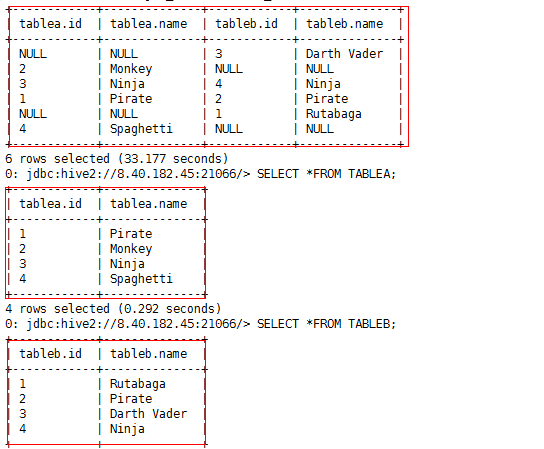 +------------+--------------+------------+--------------+
| tablea.id | tablea.name | tableb.id | tableb.name |
+------------+--------------+------------+--------------+
| NULL | NULL | 3 | Darth Vader |
| 2 | Monkey | NULL | NULL |
| 3 | Ninja | 4 | Ninja |
| 1 | Pirate | 2 | Pirate |
| NULL | NULL | 1 | Rutabaga |
| 4 | Spaghetti | NULL | NULL |
+------------+--------------+------------+--------------+
6 rows selected (33.177 seconds)
0: jdbc:hive2://8.40.182.45:21066/> SELECT *FROM TABLEA;
+------------+--------------+
| tablea.id | tablea.name |
+------------+--------------+
| 1 | Pirate |
| 2 | Monkey |
| 3 | Ninja |
| 4 | Spaghetti |
+------------+--------------+
4 rows selected (0.292 seconds)
0: jdbc:hive2://8.40.182.45:21066/> SELECT *FROM TABLEB;
+------------+--------------+
| tableb.id | tableb.name |
+------------+--------------+
| 1 | Rutabaga |
| 2 | Pirate |
| 3 | Darth Vader |
| 4 | Ninja |
+------------+--------------+